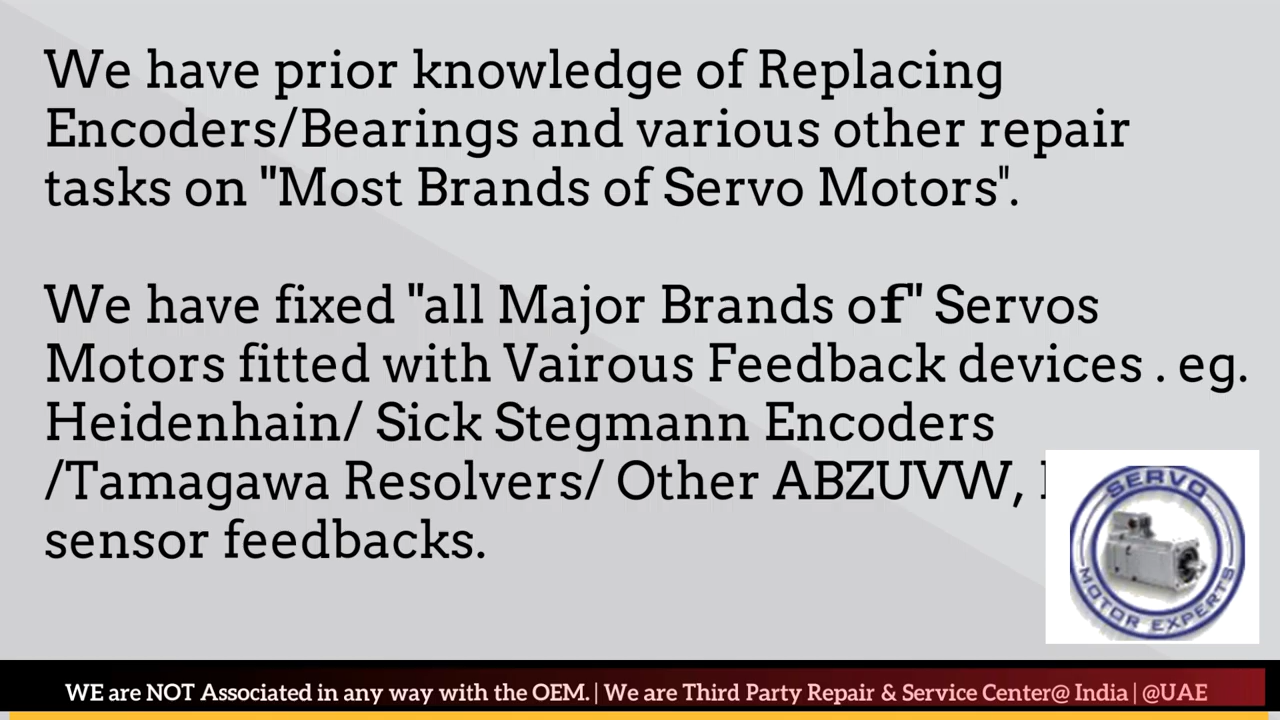 We have prior knowledge of Replacing
Encoders/Bearings and various other repair
tasks on "Most Brands of Servo Motors".
We have fixed "all Major Brands of" Servos
Motors fitted with Vairous Feedback devices . eg.
Heidenhain/ Sick Stegmann Encoders
/Tamagawa Resolvers/ Other ABZUVW,
sensor feedbacks.
SERVO
MOTOR EXPERTS
WE are NOT Associated in any way with the OEM. | We are Third Party Repair & Service Center@ India | @UAE